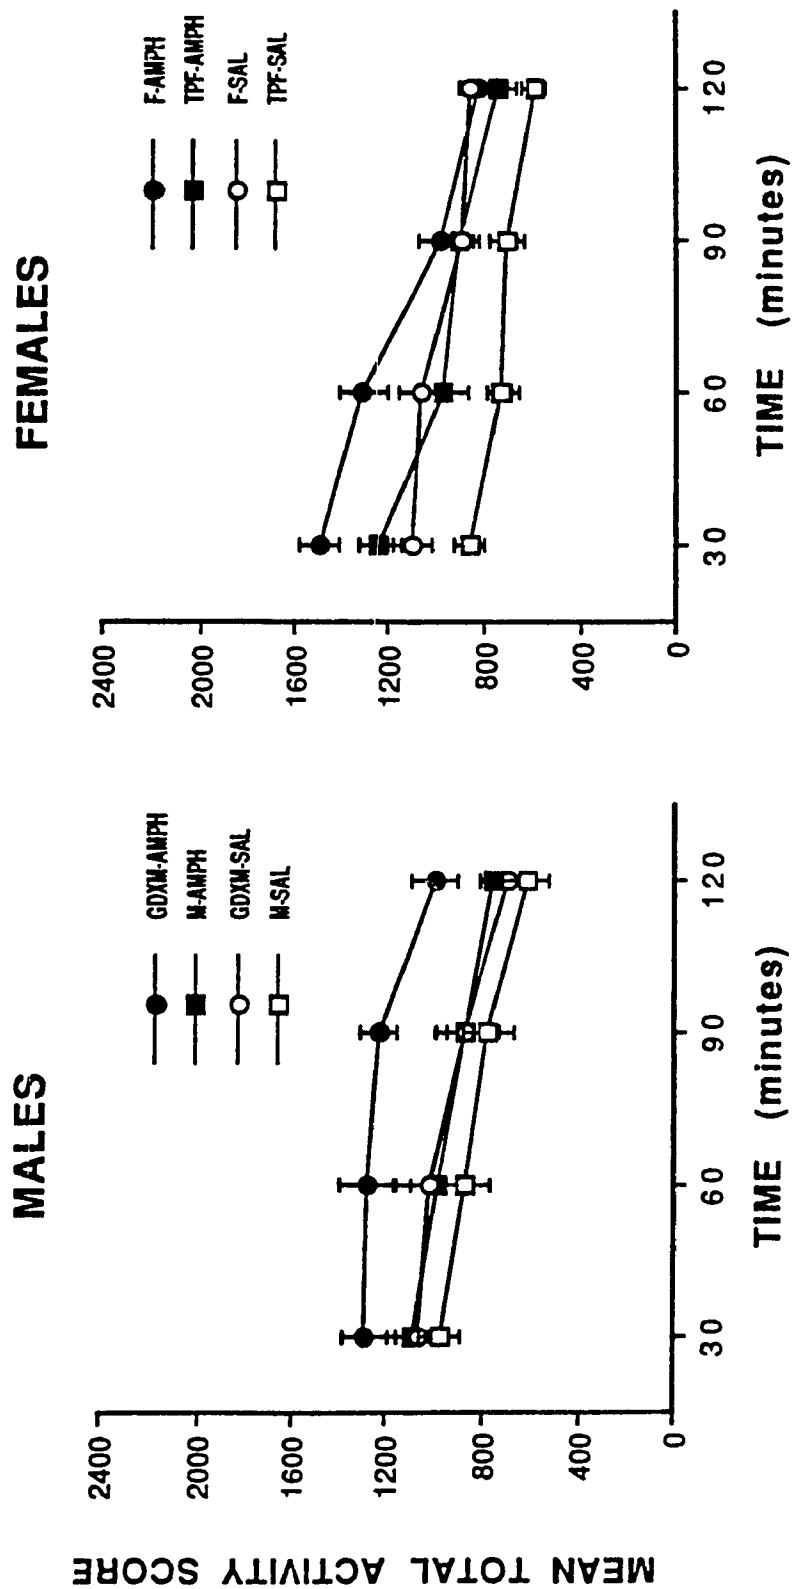 MALES
GDXM-AMPH
M-AMPH
GDXM-SAL
M-SAL
MEAN TOTAL ACTIVITY SCORE
2400
2000
1600
1200
800
400
0
30 60 90 120
TIME (minutes)
FEMALES
F-AMPH
TPF-AMPH
F-SAL
TPF-SAL
2400
2000
1600
1200
800
400
0
30 60 90 120
TIME (minutes)